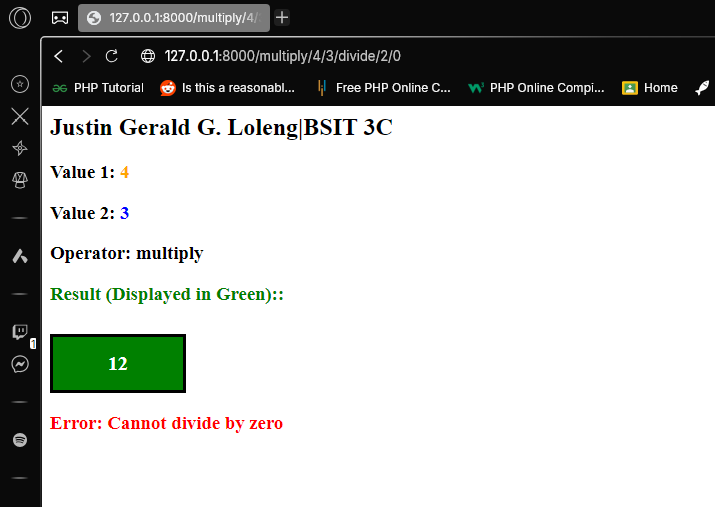 127.0.0.1:8000/multiply/4/
127.0.0.1:8000/multiply/4/3/divide/2/0
PHP Tutorial Is this a reasonabl... Free PHP Online C... PHP Online Compi... Home
Justin Gerald G. Loleng|BSIT 3C
Value 1: 4
Value 2: 3
Operator: multiply
Result (Displayed in Green)::
12
Error: Cannot divide by zero
1